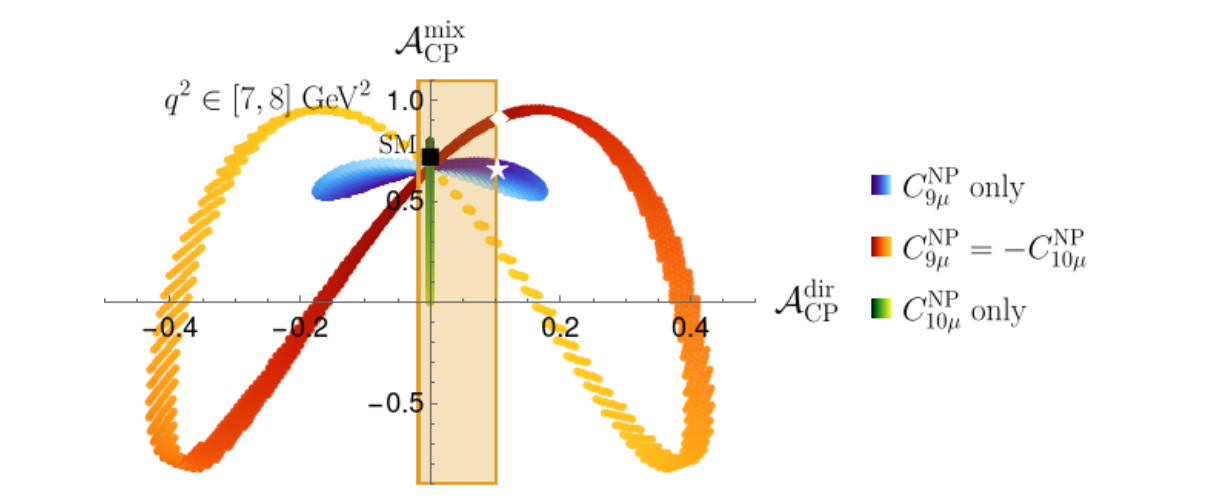 𝒜_CP^mix
q² ∈ [7, 8] GeV²
1.0
SM
0.5
C_9μ^NP only
C_9μ^NP = −C_10μ^NP
C_10μ^NP only
𝒜_CP^dir
−0.4
−0.2
0.2
0.4
−0.5